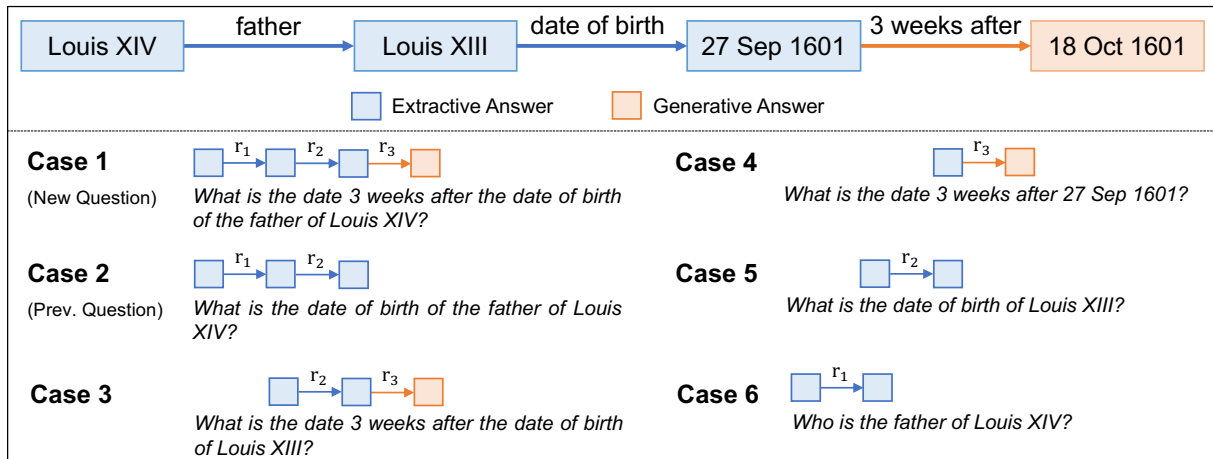 father
date of birth
3 weeks after
Louis XIV
Louis XIII
27 Sep 1601
18 Oct 1601
Extractive Answer
Generative Answer
Case 1
(New Question)
r1
r2
r3
What is the date 3 weeks after the date of birth
of the father of Louis XIV?
Case 2
(Prev. Question)
r1
r2
What is the date of birth of the father of Louis
XIV?
Case 3
r2
r3
What is the date 3 weeks after the date of birth
of Louis XIII?
Case 4
r3
What is the date 3 weeks after 27 Sep 1601?
Case 5
r2
What is the date of birth of Louis XIII?
Case 6
r1
Who is the father of Louis XIV?